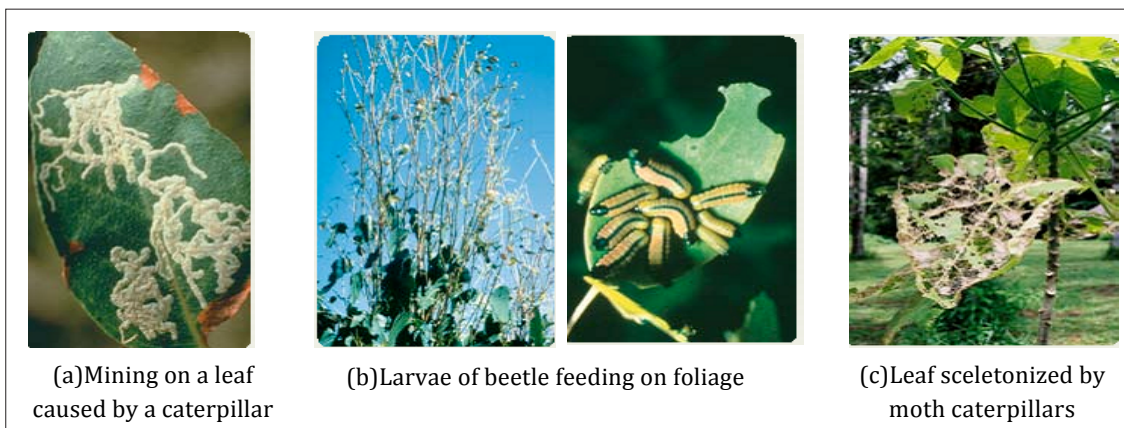 (a)Mining on a leaf
caused by a caterpillar
(b)Larvae of beetle feeding on foliage
(c)Leaf sceletonized by
moth caterpillars